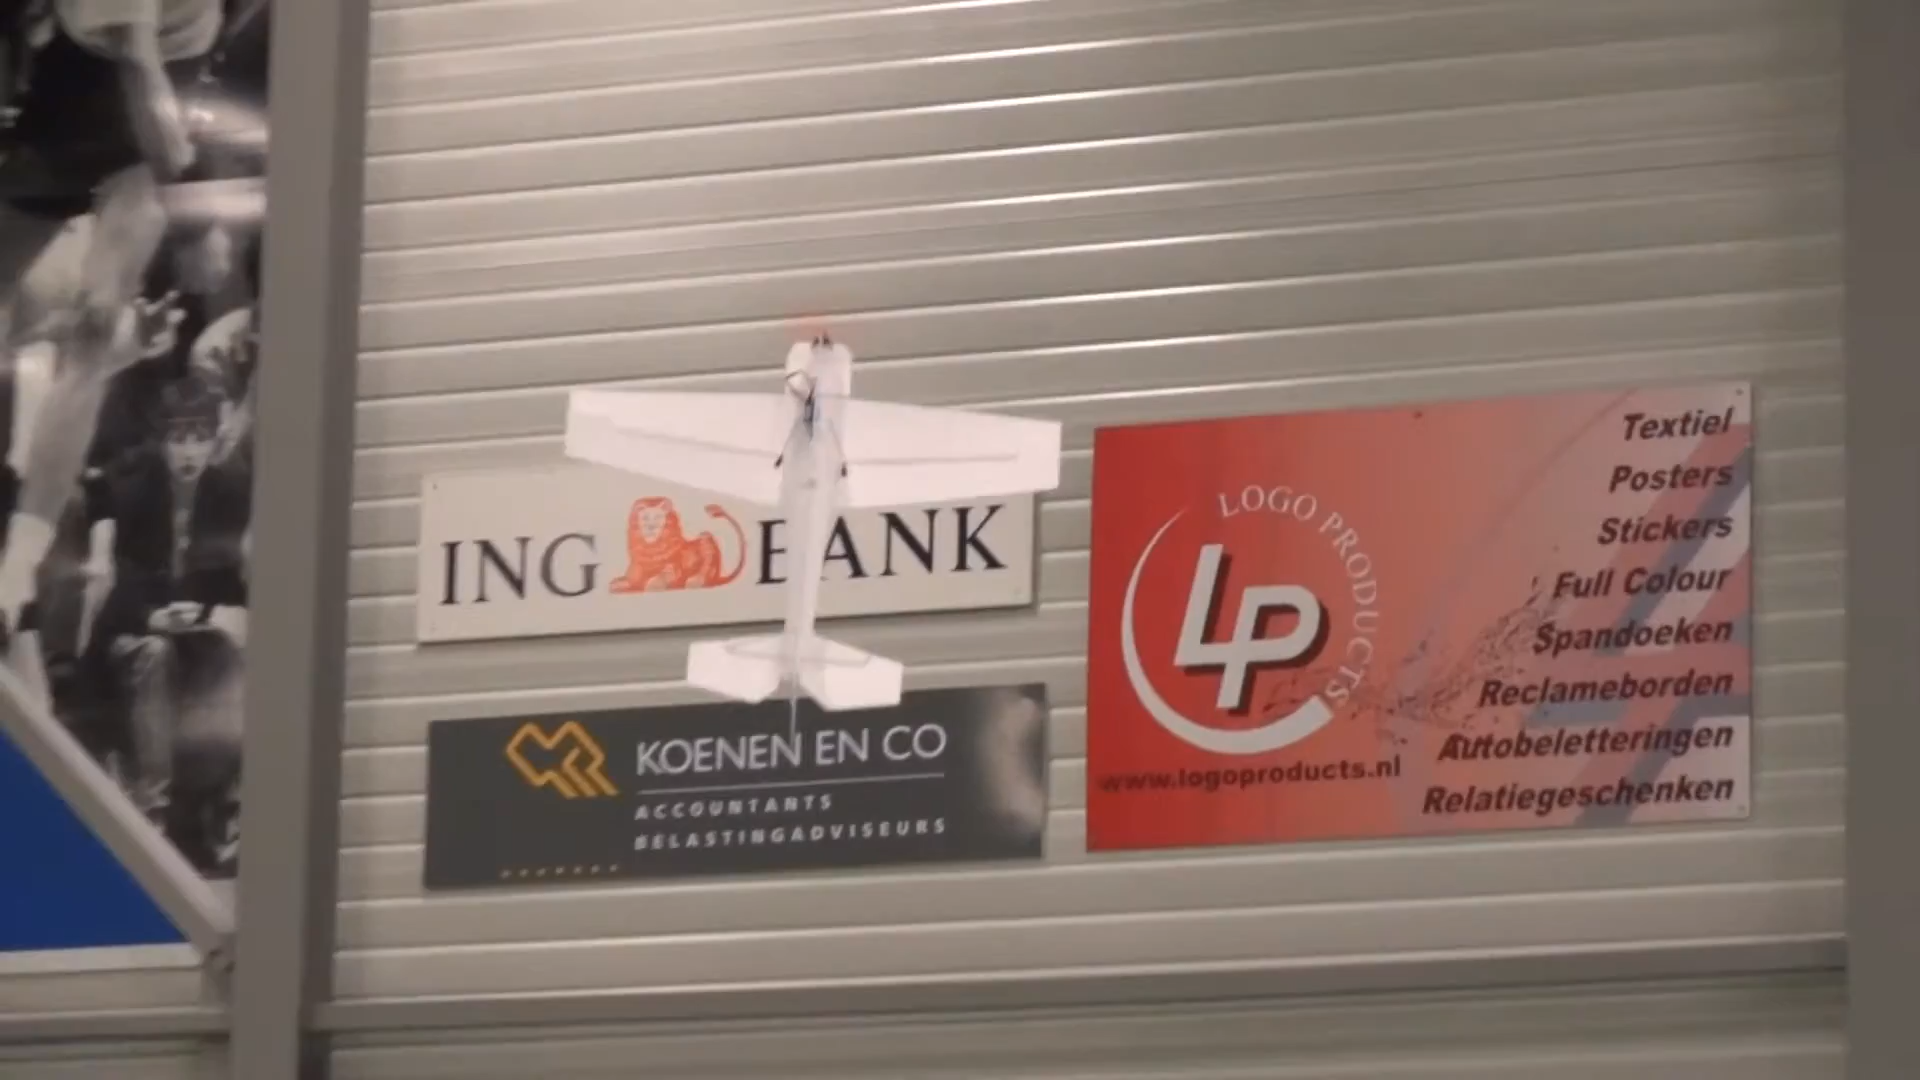 ING BANK
KOENEN EN CO
ACCOUNTANTS
BELASTINGADVISEURS
LOGO PRODUCTS
LP
www.logoproducts.nl
Textiel
Posters
Stickers
Full Colour
Spandoeken
Reclameborden
Autobeletteringen
Relatiegeschenken